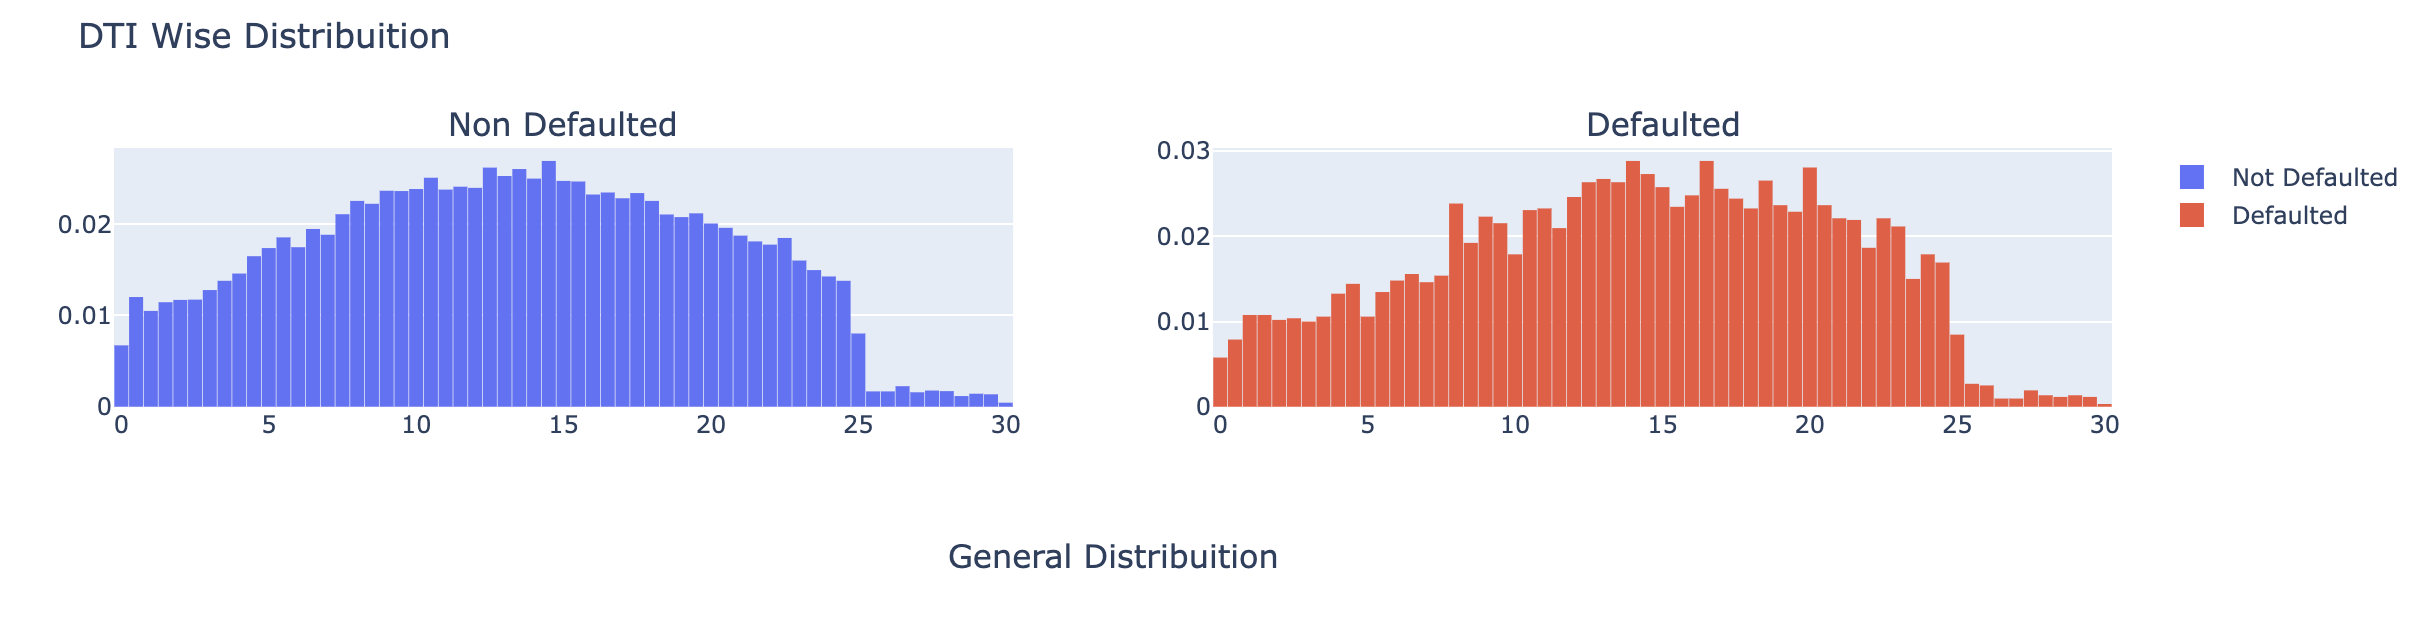 DTI Wise Distribuition
Non Defaulted
Defaulted
0.02
0.01
0
0 5 10 15 20 25 30
0.03
0.02
0.01
0
0 5 10 15 20 25 30
Not Defaulted
Defaulted
General Distribuition